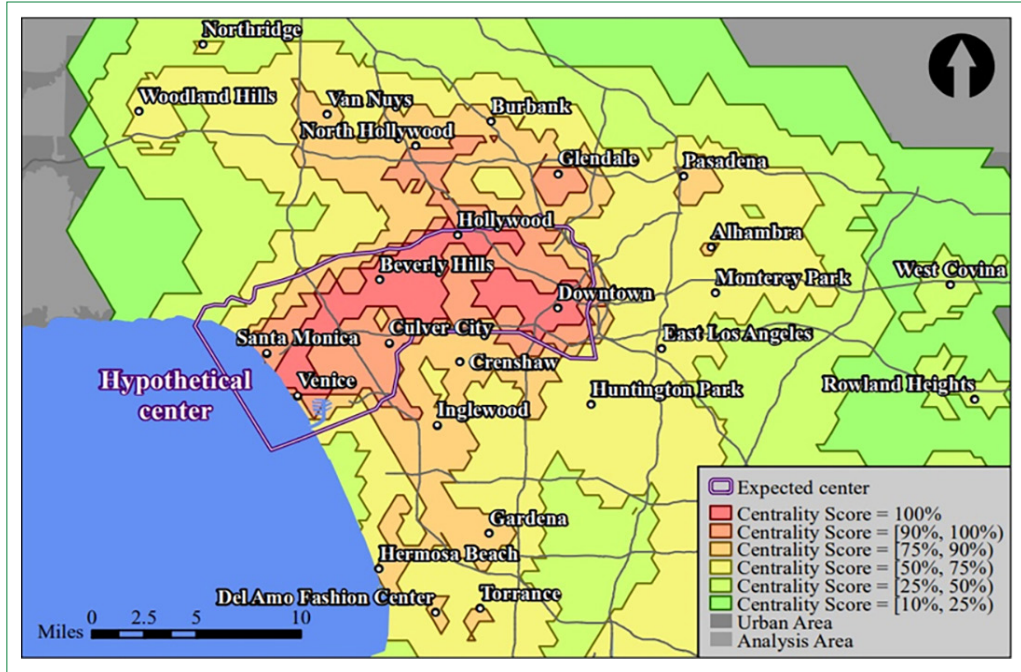 Northridge
Woodland Hills
Van Nuys
Burbank
North Hollywood
Glendale
Pasadena
Hollywood
Alhambra
Beverly Hills
West Covina
Monterey Park
Downtown
Santa Monica
Culver City
East Los Angeles
Crenshaw
Hypothetical
center
Venice
Huntington Park
Rowland Heights
Inglewood
Gardena
Hermosa Beach
Del Amo Fashion Center
Torrance
0 2.5 5 10
Miles
Expected center
Centrality Score = 100%
Centrality Score = [90%, 100%)
Centrality Score = [75%, 90%)
Centrality Score = [50%, 75%)
Centrality Score = [25%, 50%)
Centrality Score = [10%, 25%)
Urban Area
Analysis Area